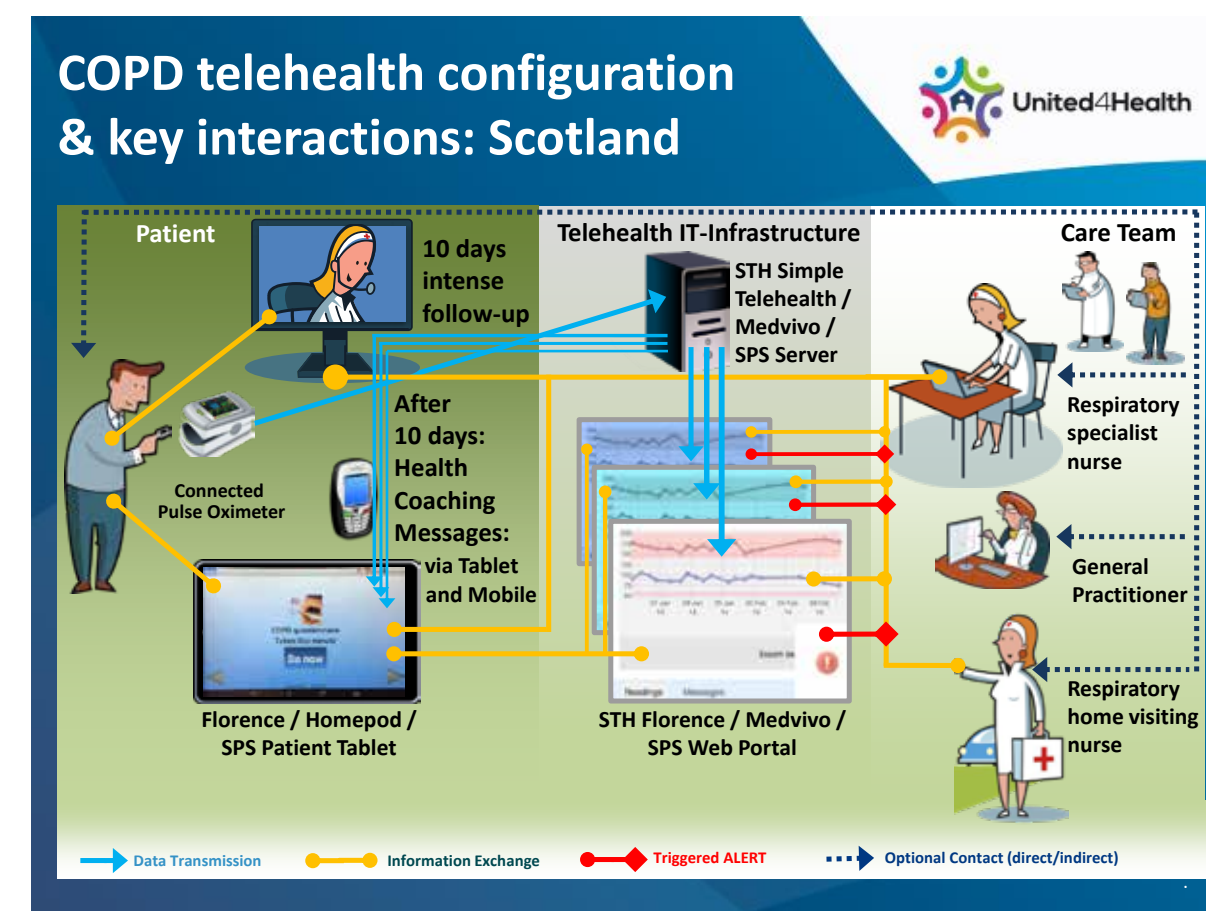 COPD telehealth configuration
& key interactions: Scotland
United4Health
Patient
10 days
intense
follow-up
Telehealth IT-Infrastructure
STH Simple
Telehealth /
Medvivo /
SPS Server
Care Team
After
10 days:
Health
Coaching
Messages:
via Tablet
and Mobile
Connected
Pulse Oximeter
Respiratory
specialist
nurse
General
Practitioner
Respiratory
home visiting
nurse
COPD questionnaire
Do now
Readings
Messages
Florence / Homepod /
SPS Patient Tablet
STH Florence / Medvivo /
SPS Web Portal
Data Transmission
Information Exchange
Triggered ALERT
Optional Contact (direct/indirect)